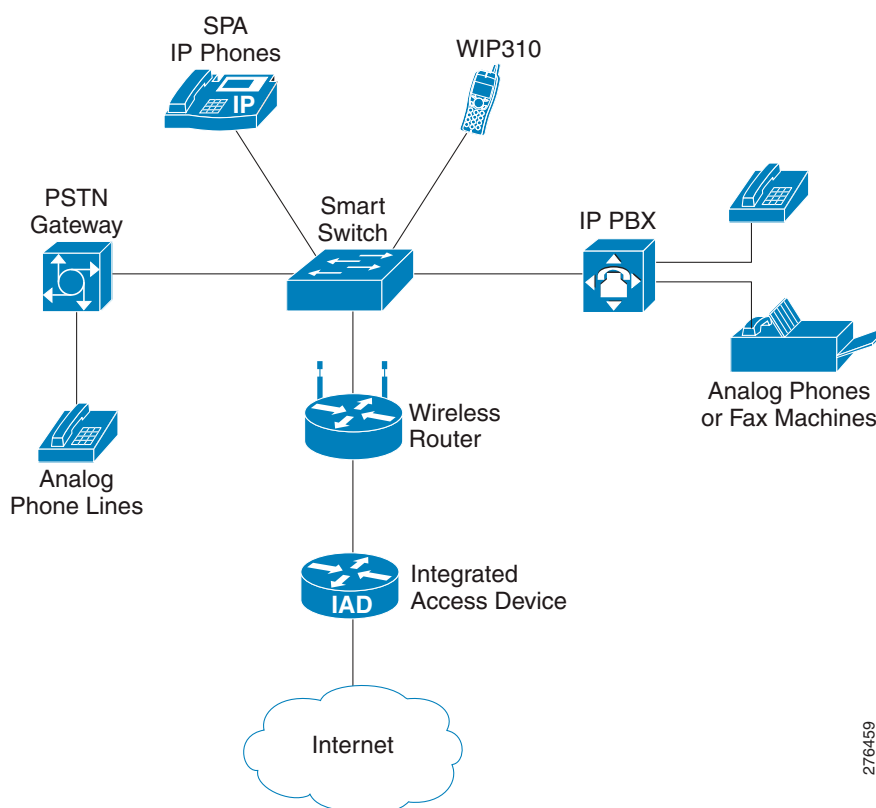 SPA
IP Phones
WIP310
IP
PSTN
Gateway
Smart
Switch
IP PBX
Wireless
Router
Analog Phones
or Fax Machines
Analog
Phone Lines
Integrated
Access Device
IAD
Internet
276459